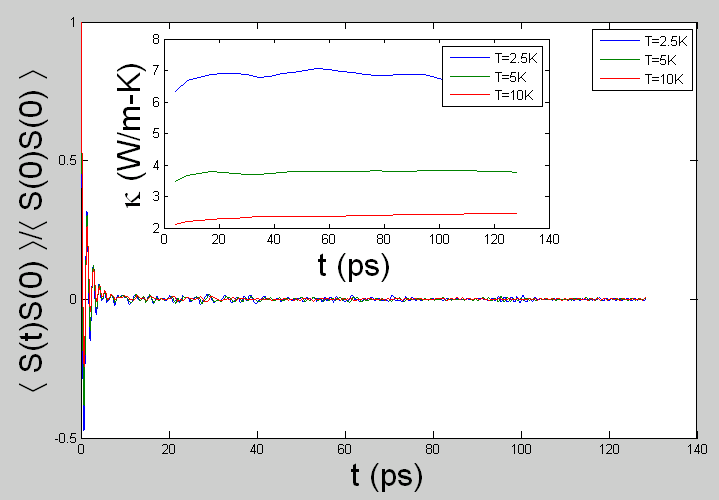 ⟨ S(t)S(0) ⟩/⟨ S(0)S(0) ⟩
1
0.5
0
-0.5
0 20 40 60 80 100 120 140
t (ps)
T=2.5K
T=5K
T=10K
κ (W/m-K)
8
7
6
5
4
3
2
0 20 40 60 80 100 120 140
t (ps)
T=2.5K
T=5K
T=10K